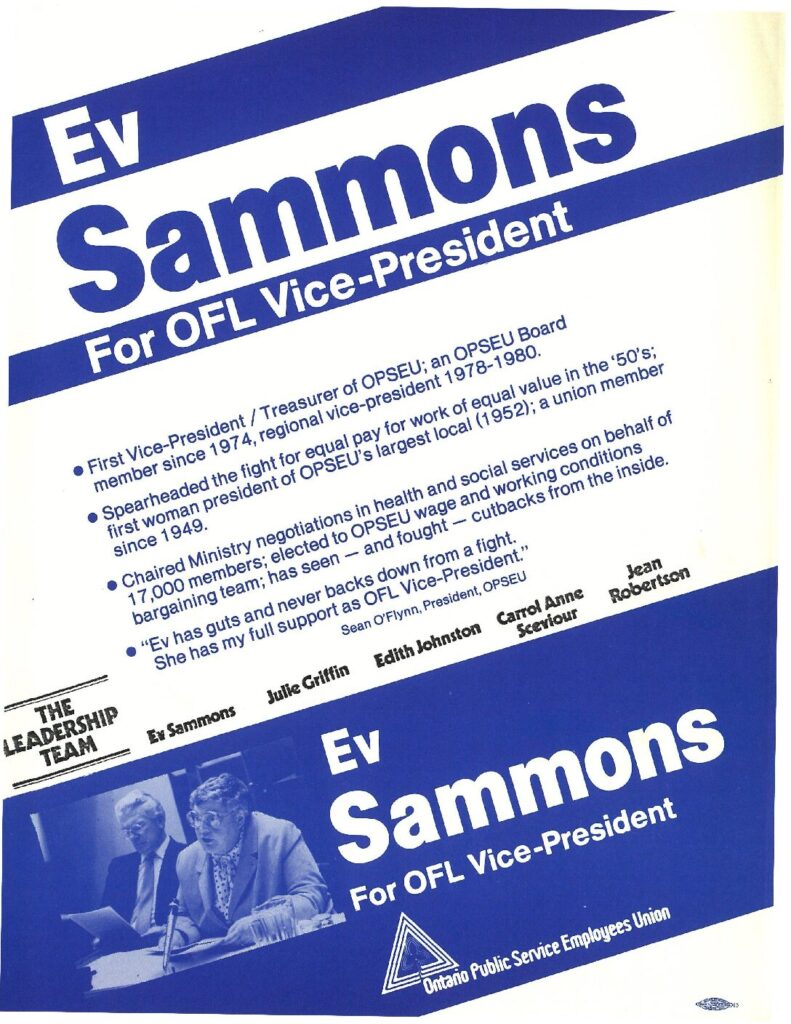 Ev
Sammons
For OFL Vice-President
● First Vice-President / Treasurer of OPSEU; an OPSEU Board
member since 1974, regional vice-president 1978-1980.
● Spearheaded the fight for equal pay for work of equal value in the ‘50’s;
first woman president of OPSEU’s largest local (1952); a union member
since 1949.
● Chaired Ministry negotiations in health and social services on behalf of
17,000 members; elected to OPSEU wage and working conditions
bargaining team; has seen — and fought — cutbacks from the inside.
● “Ev has guts and never backs down from a fight.
She has my full support as OFL Vice-President.”
Sean O’Flynn, President, OPSEU
THE
LEADERSHIP
TEAM
Ev Sammons
Julie Griffin
Edith Johnston
Carrol Anne
Sceviour
Jean
Robertson
Ev
Sammons
For OFL Vice-President
Ontario Public Service Employees Union